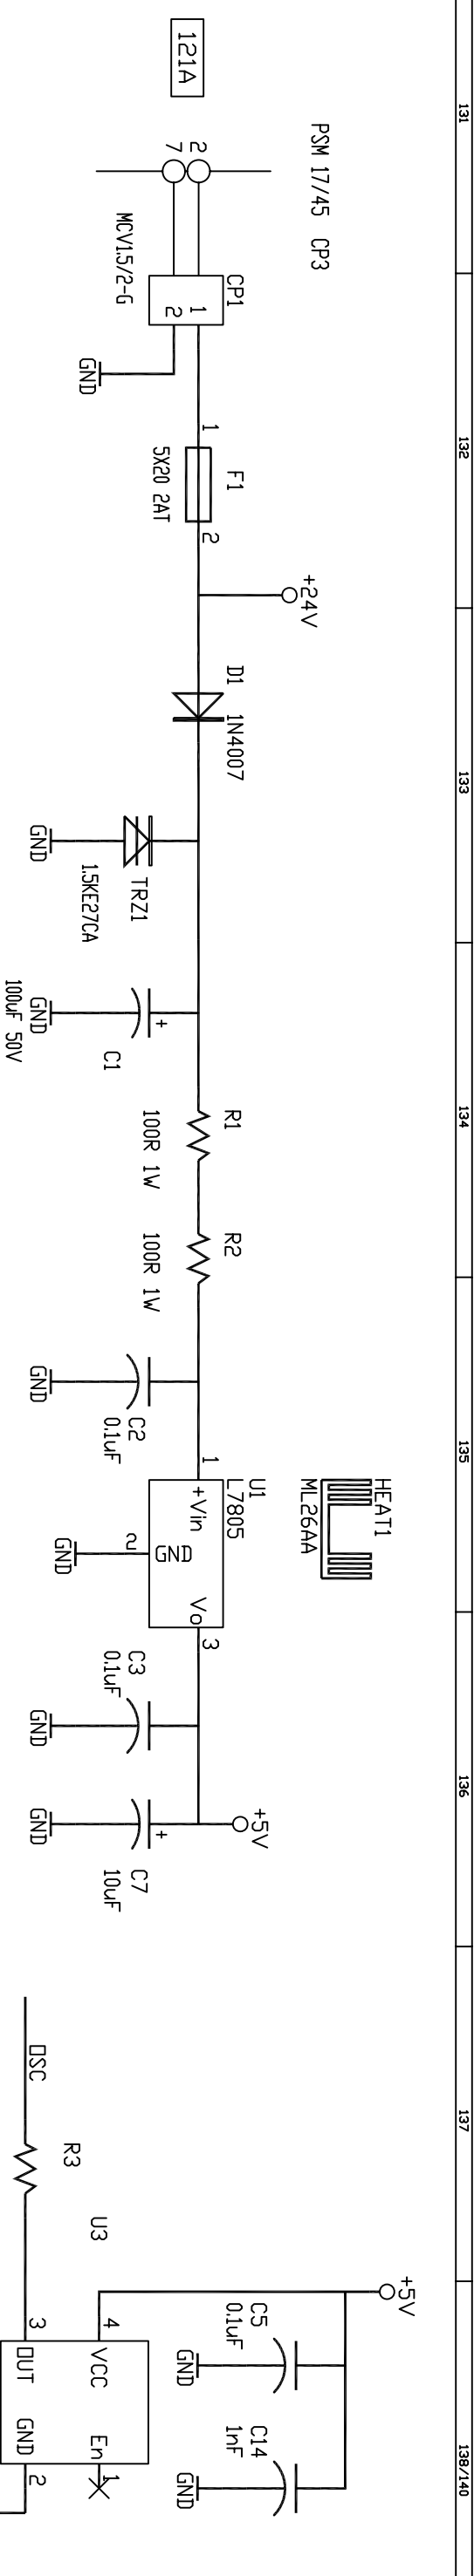 131
132
133
134
135
136
137
138/140
121A
PSM 17/45 CP3
2
7
CP1
1
2
MCV1.5/2-G
GND
1
F1
2
5X20 2AT
+24V
D1
1N4007
TRZ1
1.5KE27CA
GND
+
C1
100uF 50V
GND
R1
100R 1W
R2
100R 1W
C2
0.1uF
GND
HEAT1
ML26AA
U1
L7805
1
+Vin
GND
Vo
3
2
GND
C3
0.1uF
GND
+5V
+
C7
10uF
GND
OSC
R3
U3
+5V
C5
0.1uF
GND
C14
1nF
GND
4
VCC
En
1
3
OUT
GND
2